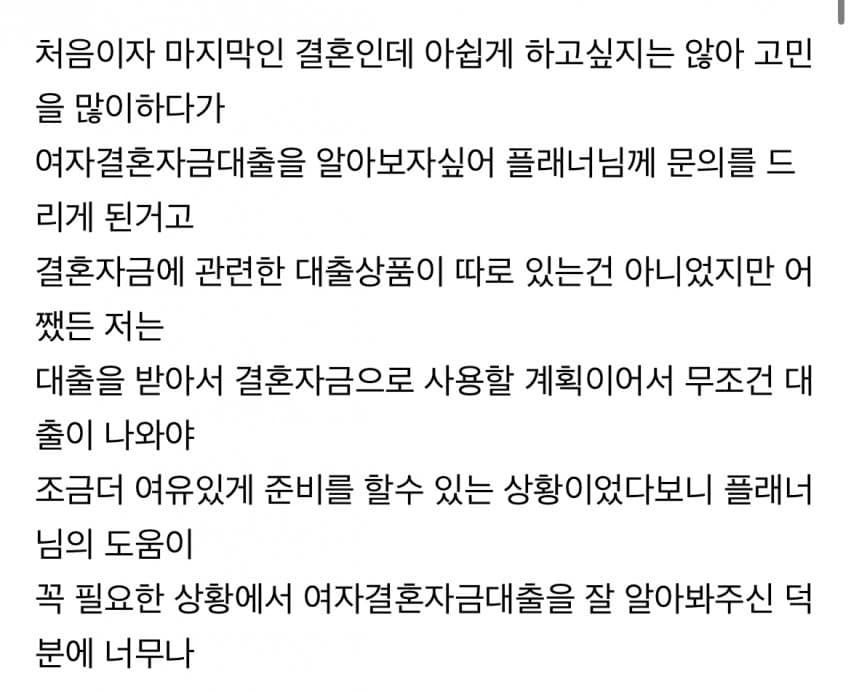 처음이자 마지막인 결혼인데 아쉽게 하고싶지는 않아 고민
을 많이하다가
여자결혼자금대출을 알아보자싶어 플래너님께 문의를 드
리게 된거고
결혼자금에 관련한 대출상품이 따로 있는건 아니었지만 어
쨌든 저는
대출을 받아서 결혼자금으로 사용할 계획이어서 무조건 대
출이 나와야
조금더 여유있게 준비를 할수 있는 상황이었다보니 플래너
님의 도움이
꼭 필요한 상황에서 여자결혼자금대출을 잘 알아봐주신 덕
분에 너무나